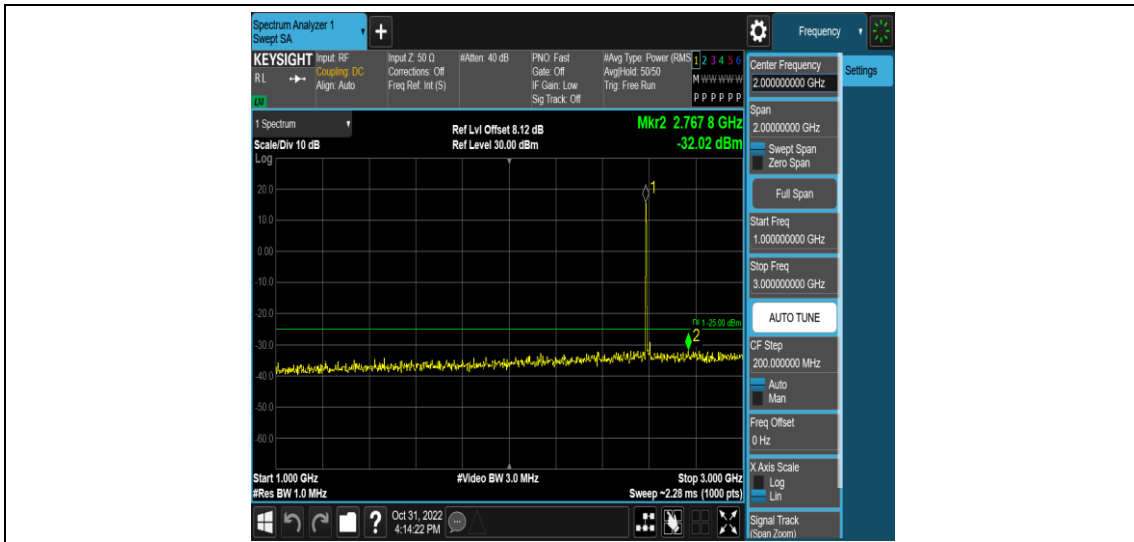 Spectrum Analyzer 1
Swept SA
+
Frequency
KEYSIGHT
RL
Input: RF
Coupling: DC
Align: Auto
Input Z: 50 Ω
Corrections: Off
Freq Ref: Int (S)
#Atten: 40 dB
PNO: Fast
Gate: Off
IF Gain: Low
Sig Track: Off
#Avg Type: Power (RMS
Avg|Hold: 50/50
Trig: Free Run
1 2 3 4 5 6
M W W W W W
P P P P P P
Center Frequency
2.000000000 GHz
Settings
Span
2.00000000 GHz
Swept Span
Zero Span
Full Span
Start Freq
1.000000000 GHz
Stop Freq
3.000000000 GHz
AUTO TUNE
CF Step
200.000000 MHz
Auto
Man
Freq Offset
0 Hz
X Axis Scale
Log
Lin
Signal Track
(Span Zoom)
1 Spectrum
Scale/Div 10 dB
Log
Ref Lvl Offset 8.12 dB
Ref Level 30.00 dBm
Mkr2 2.767 8 GHz
-32.02 dBm
1
20.0
10.0
0.00
-10.0
-20.0
DL1 -25.00 dBm
2
-30.0
-40.0
-50.0
-60.0
Start 1.000 GHz
#Res BW 1.0 MHz
#Video BW 3.0 MHz
Stop 3.000 GHz
Sweep ~2.28 ms (1000 pts)
?
Oct 31, 2022
4:14:22 PM